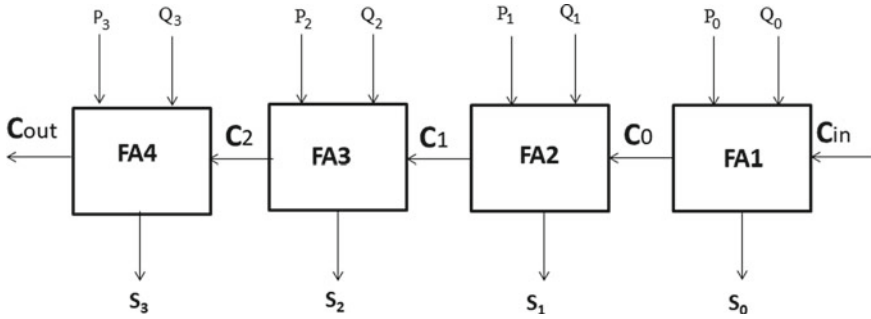 P3 Q3 P2 Q2 P1 Q1 P0 Q0
Cout FA4 C2 FA3 C1 FA2 C0 FA1 Cin
S3 S2 S1 S0